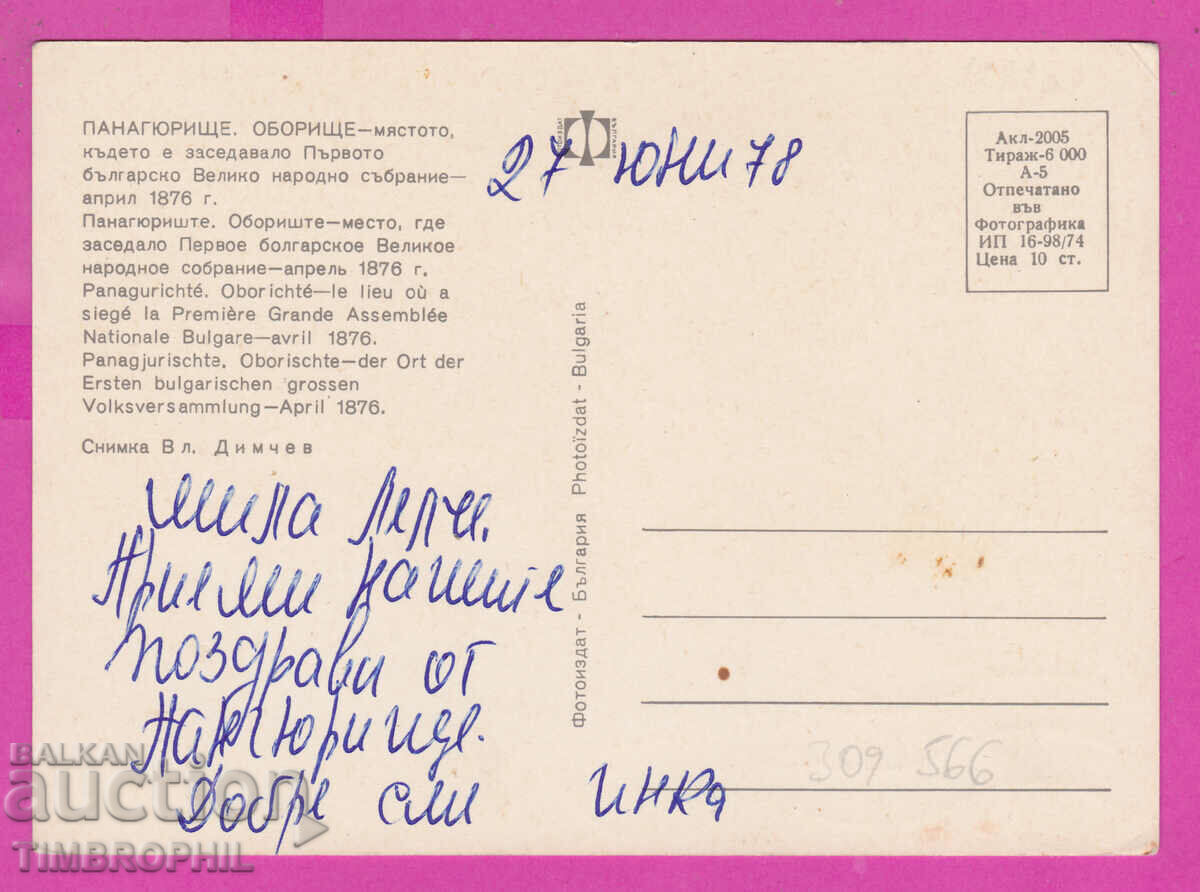 ПАНАГЮРИЩЕ. ОБОРИЩЕ—мястото,
където е заседавало Първото
българско Велико народно събрание—
април 1876 г.
Панагюриште. Обориште—место, где
заседало Первое болгарское Великое
народное собрание—апрель 1876 г.
Panagurichté. Oborichté—le lieu où a
siegé la Première Grande Assemblée
Nationale Bulgare—avril 1876.
Panagjurischte. Oborischte—der Ort der
Ersten bulgarischen grossen
Volksversammlung—April 1876.
Снимка Вл. Димчев
27 ЮНИ 78
Акл-2005
Тираж-6 000
А-5
Отпечатано
във
Фотографика
ИП 16-98/74
Цена 10 ст.
Фотоиздат - България Photoïzdat - Bulgaria
Мила Лелче.
Приеми нашите
поздрави от
Панагюрище.
Добре сми Инка
309 566
BALKAN
auction
TIMBROPHIL